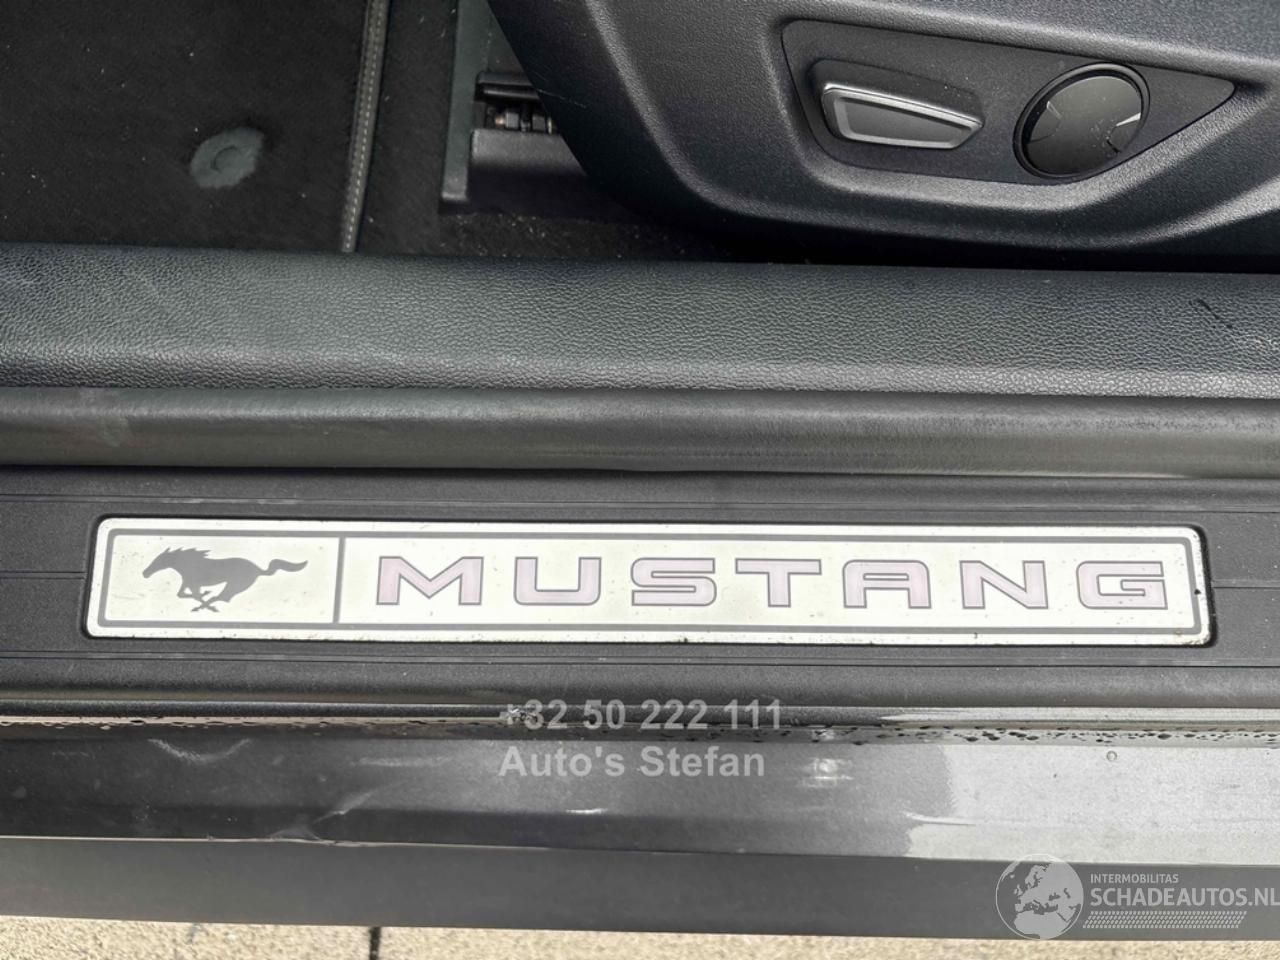 MUSTANG
+32 50 222 111
Auto's Stefan
INTERMOBILITAS
SCHADEAUTOS.NL